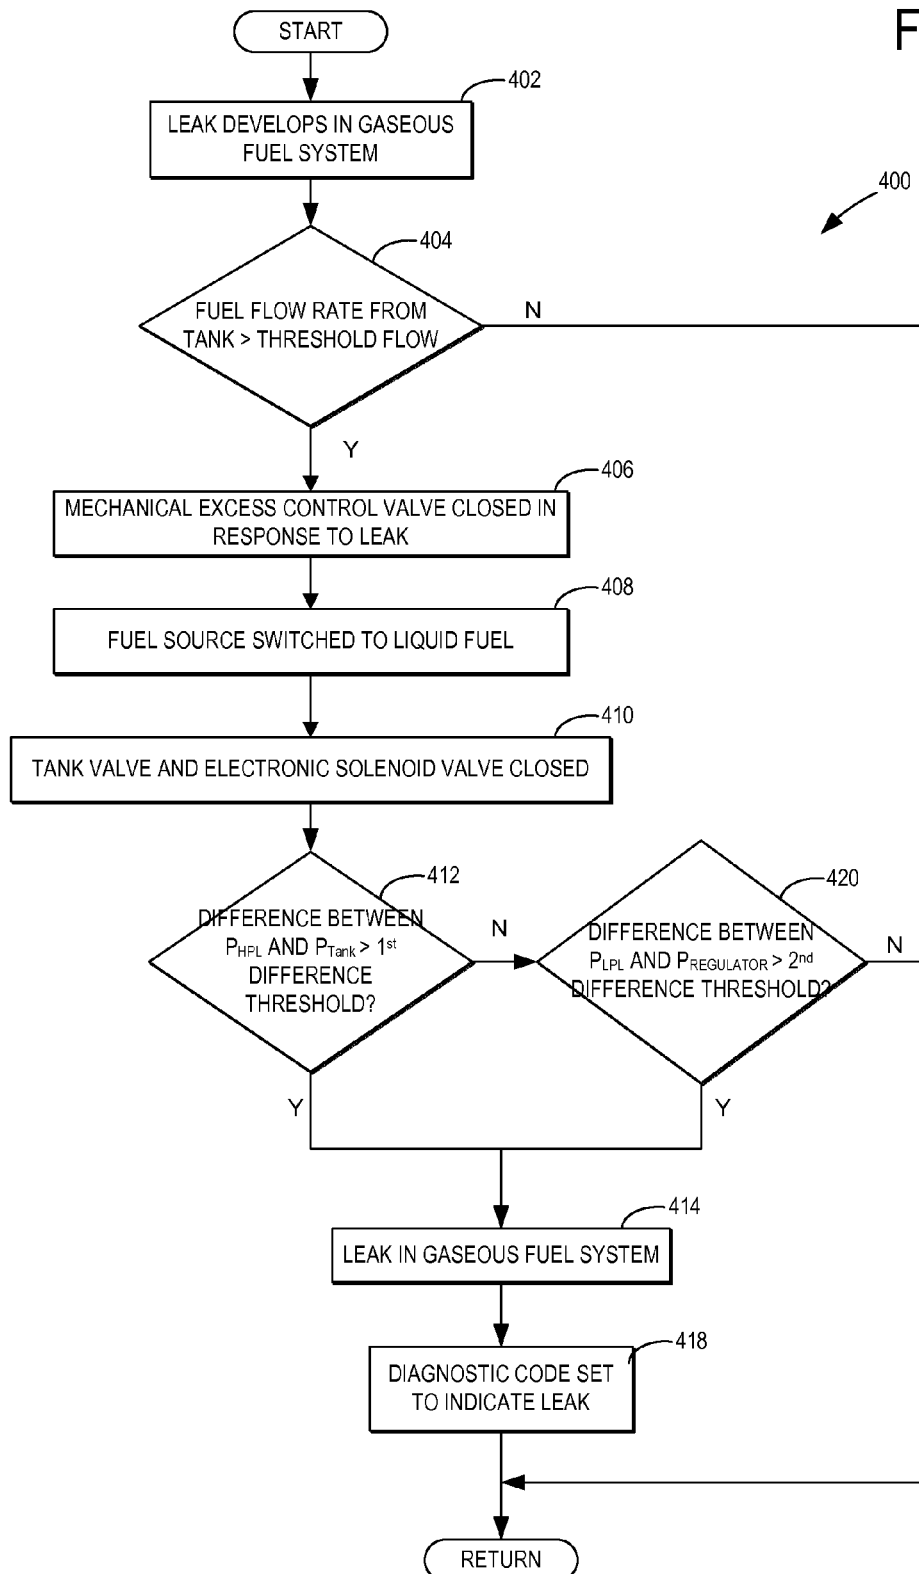 START
F
402
LEAK DEVELOPS IN GASEOUS
FUEL SYSTEM
400
404
FUEL FLOW RATE FROM
TANK > THRESHOLD FLOW
N
Y
406
MECHANICAL EXCESS CONTROL VALVE CLOSED IN
RESPONSE TO LEAK
408
FUEL SOURCE SWITCHED TO LIQUID FUEL
410
TANK VALVE AND ELECTRONIC SOLENOID VALVE CLOSED
412
DIFFERENCE BETWEEN
PHPL AND PTank > 1st
DIFFERENCE
THRESHOLD?
N
Y
420
DIFFERENCE BETWEEN
PLPL AND PREGULATOR > 2nd
DIFFERENCE THRESHOLD?
N
Y
414
LEAK IN GASEOUS FUEL SYSTEM
418
DIAGNOSTIC CODE SET
TO INDICATE LEAK
RETURN